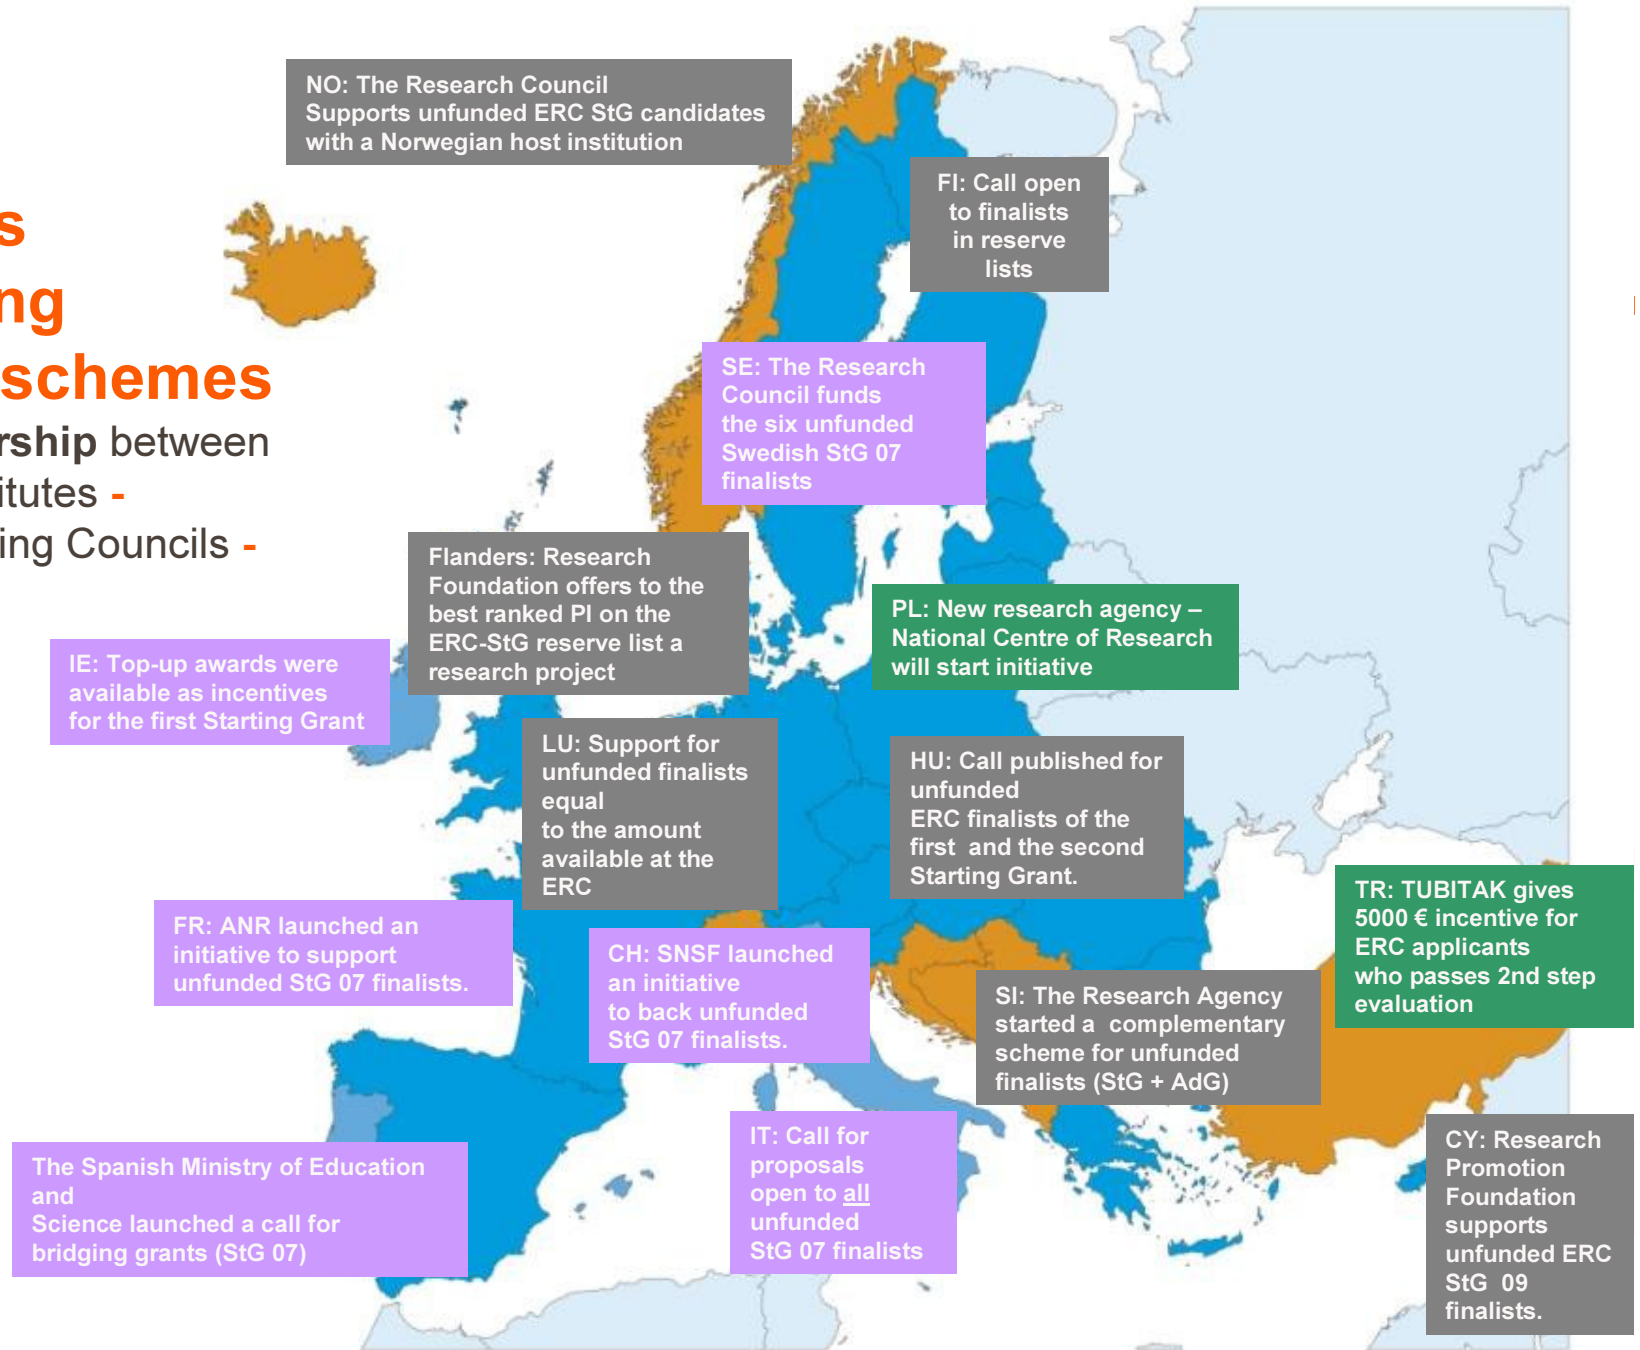 NO: The Research Council
Supports unfunded ERC StG candidates
with a Norwegian host institution
FI: Call open
to finalists
in reserve
lists
s
ng
schemes
rship between
itutes -
ing Councils -
SE: The Research
Council funds
the six unfunded
Swedish StG 07
finalists
Flanders: Research
Foundation offers to the
best ranked PI on the
ERC-StG reserve list a
research project
PL: New research agency –
National Centre of Research
will start initiative
IE: Top-up awards were
available as incentives
for the first Starting Grant
LU: Support for
unfunded finalists
equal
to the amount
available at the
ERC
HU: Call published for
unfunded
ERC finalists of the
first and the second
Starting Grant.
TR: TUBITAK gives
5000 € incentive for
ERC applicants
who passes 2nd step
evaluation
FR: ANR launched an
initiative to support
unfunded StG 07 finalists.
CH: SNSF launched
an initiative
to back unfunded
StG 07 finalists.
SI: The Research Agency
started a complementary
scheme for unfunded
finalists (StG + AdG)
The Spanish Ministry of Education
and
Science launched a call for
bridging grants (StG 07)
IT: Call for
proposals
open to all
unfunded
StG 07 finalists
CY: Research
Promotion
Foundation
supports
unfunded ERC
StG 09
finalists.